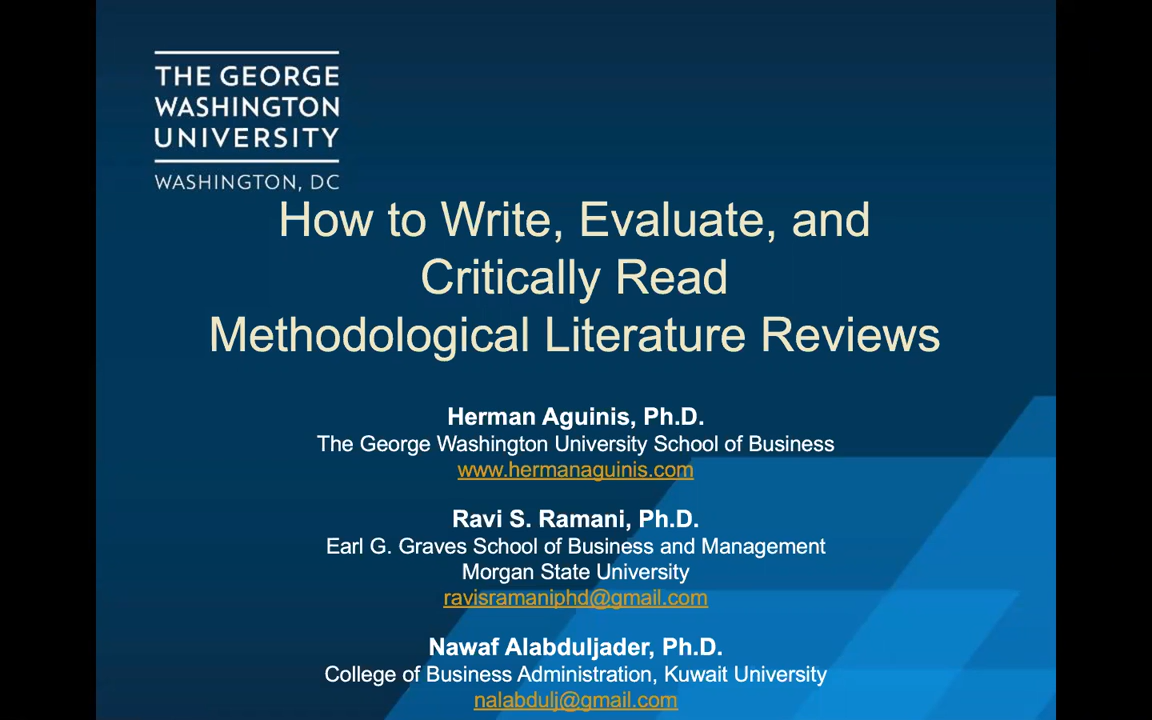 THE GEORGE
WASHINGTON
UNIVERSITY
WASHINGTON, DC
How to Write, Evaluate, and
Critically Read
Methodological Literature Reviews
Herman Aguinis, Ph.D.
The George Washington University School of Business
www.hermanaguinis.com
Ravi S. Ramani, Ph.D.
Earl G. Graves School of Business and Management
Morgan State University
ravisramaniphd@gmail.com
Nawaf Alabduljader, Ph.D.
College of Business Administration, Kuwait University
nalabdulj@gmail.com